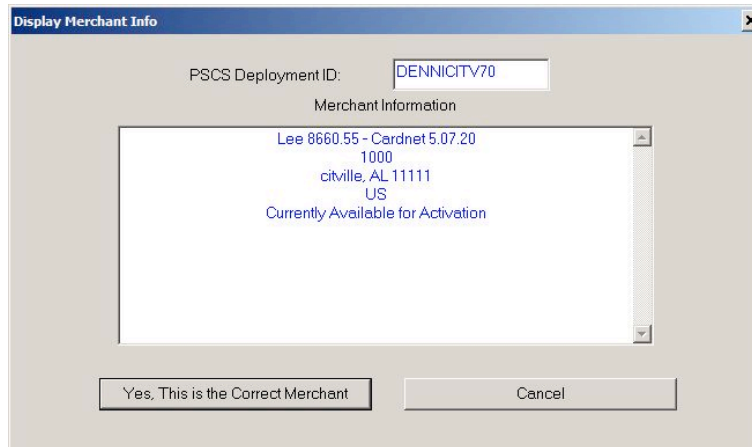 Display Merchant Info
PSCS Deployment ID: DENNICITV70
Merchant Information
Lee 8660.55 - Cardnet 5.07.20
1000
citville, AL 11111
US
Currently Available for Activation
Yes, This is the Correct Merchant Cancel